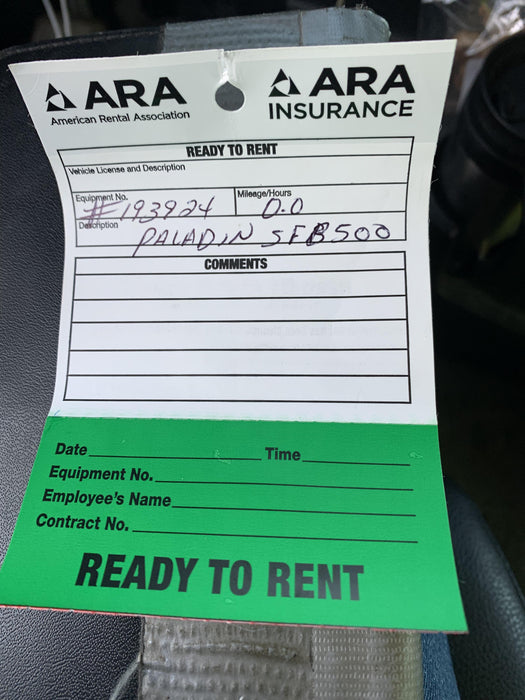 ARA ARA
American Rental Association INSURANCE
READY TO RENT
Vehicle License and Description
Equipment No. Mileage/Hours
#193924 0.0
Description
PALADIN SFB500
COMMENTS
Date Time
Equipment No.
Employee's Name
Contract No.
READY TO RENT